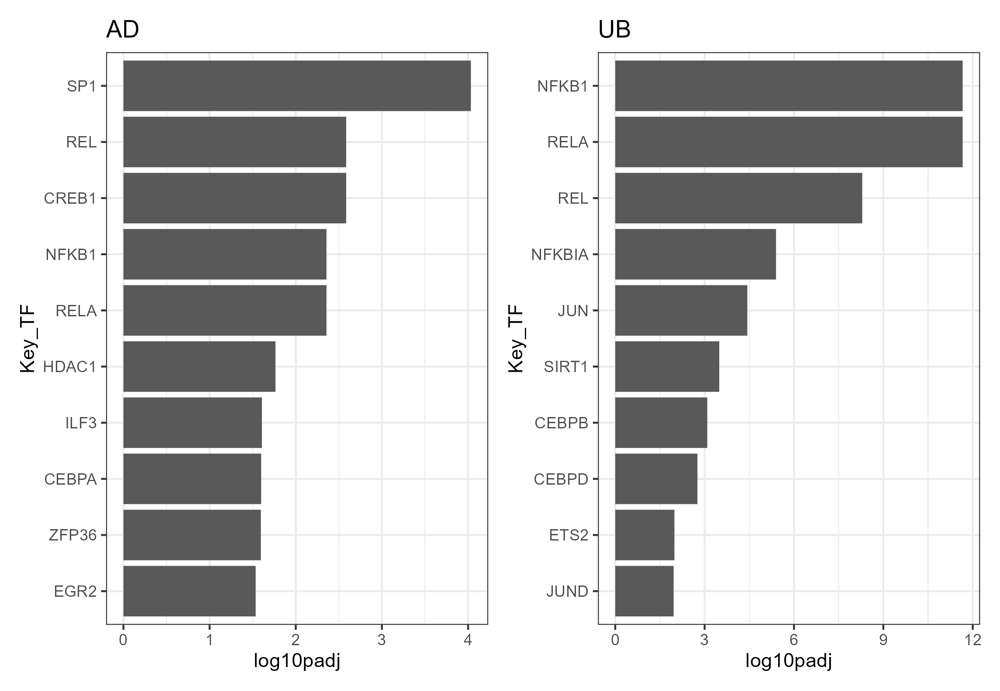 AD
Key_TF
SP1
REL
CREB1
NFKB1
RELA
HDAC1
ILF3
CEBPA
ZFP36
EGR2
0 1 2 3 4
log10padj
UB
Key_TF
NFKB1
RELA
REL
NFKBIA
JUN
SIRT1
CEBPB
CEBPD
ETS2
JUND
0 3 6 9 12
log10padj